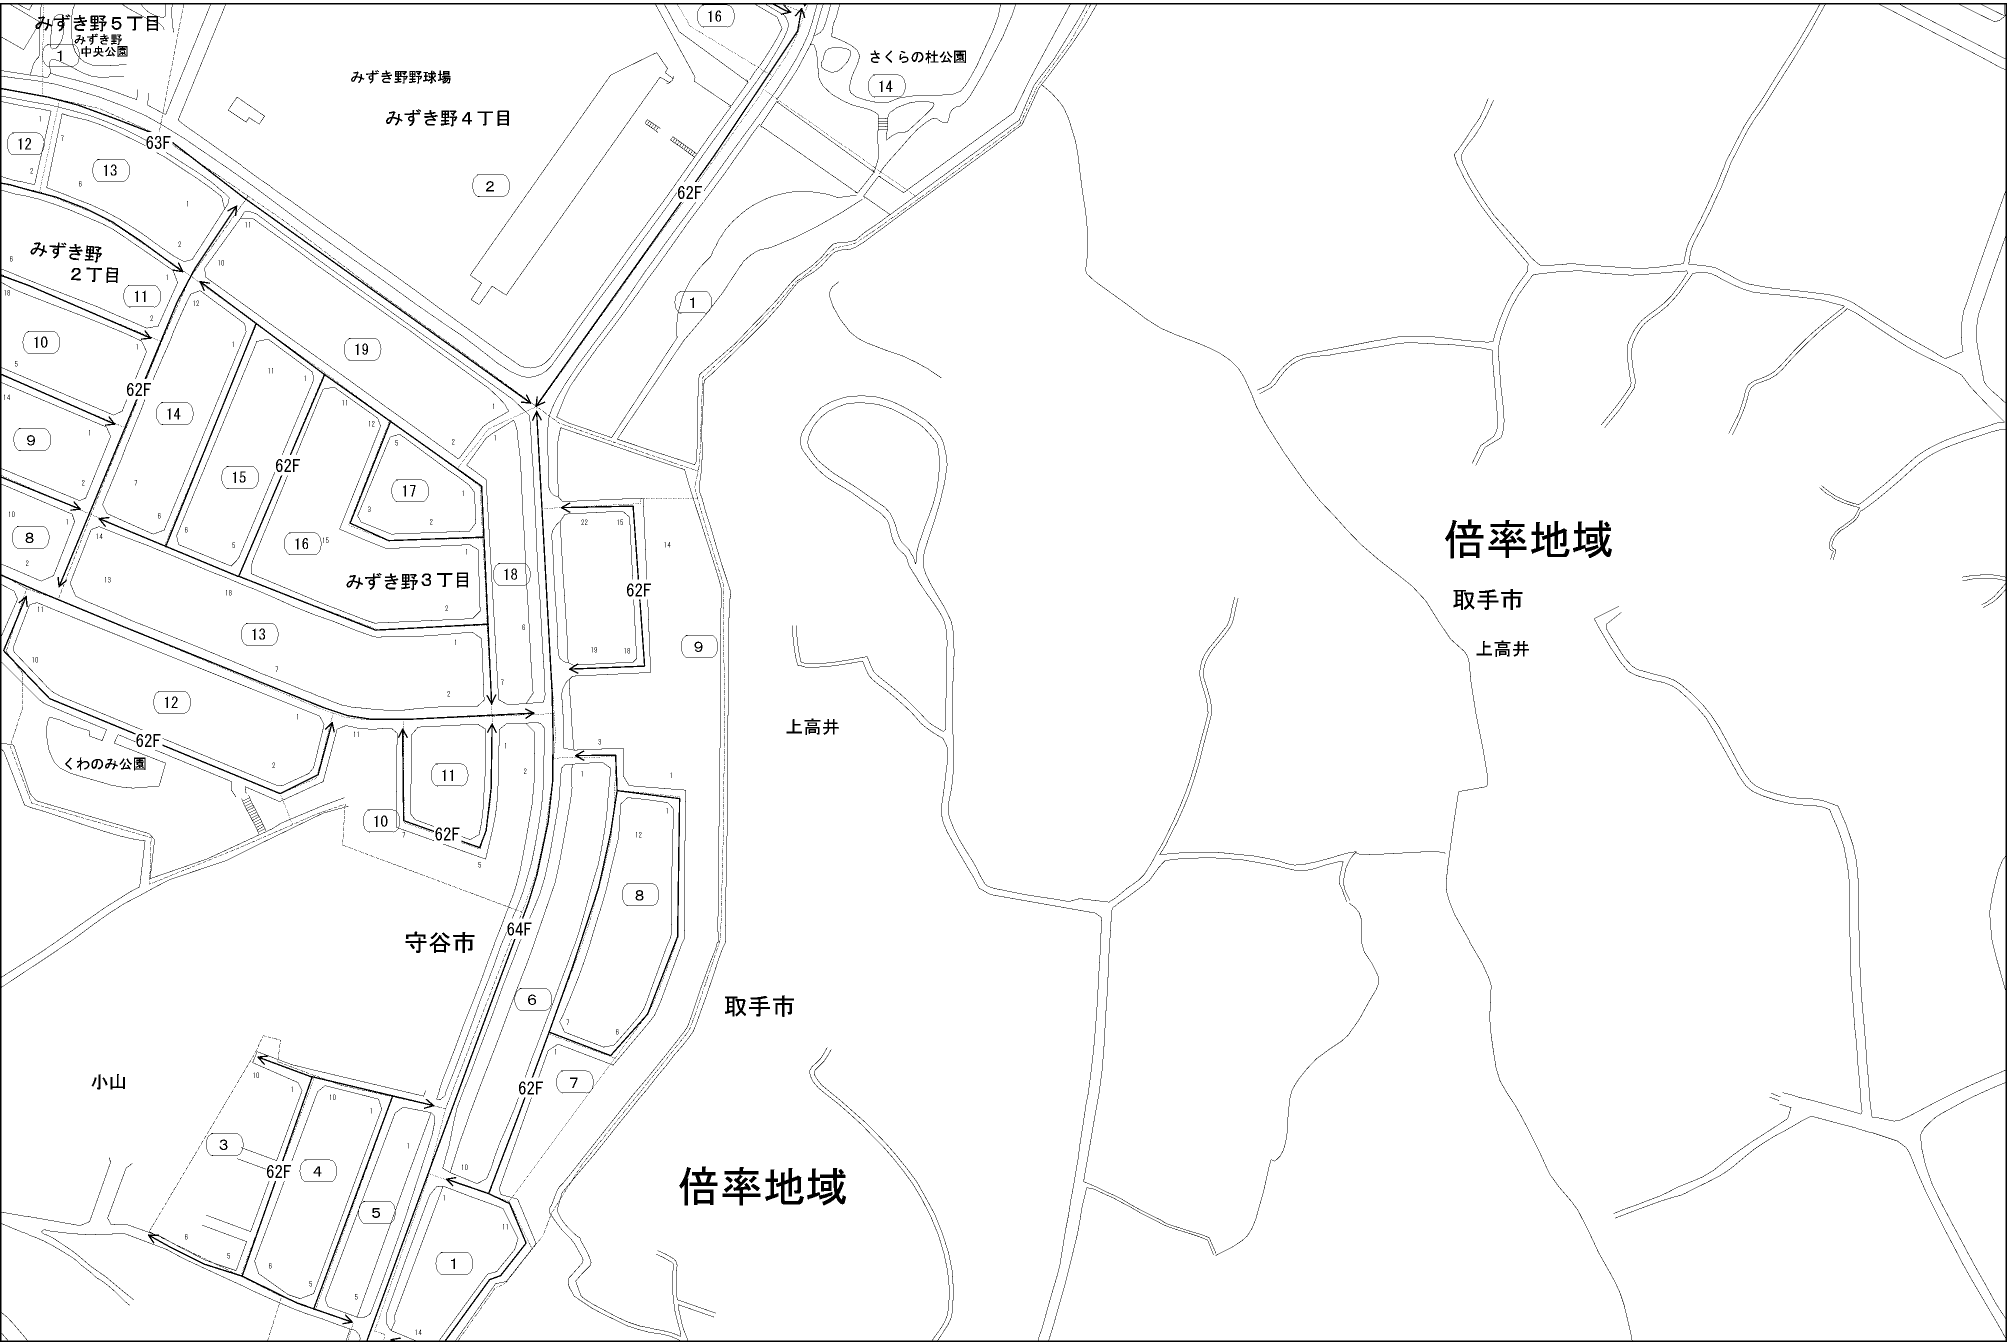 みずき野５丁目
みずき野
中央公園
1
16
さくらの杜公園
14
みずき野野球場
みずき野４丁目
2
63F
12
13
62F
みずき野
２丁目
11
1
10
19
62F
14
9
15
62F
17
16
みずき野３丁目
18
8
13
62F
9
12
62F
くわのみ公園
11
10
62F
倍率地域
取手市
上高井
上高井
8
守谷市
64F
6
取手市
7
62F
小山
3
62F
4
5
1
倍率地域